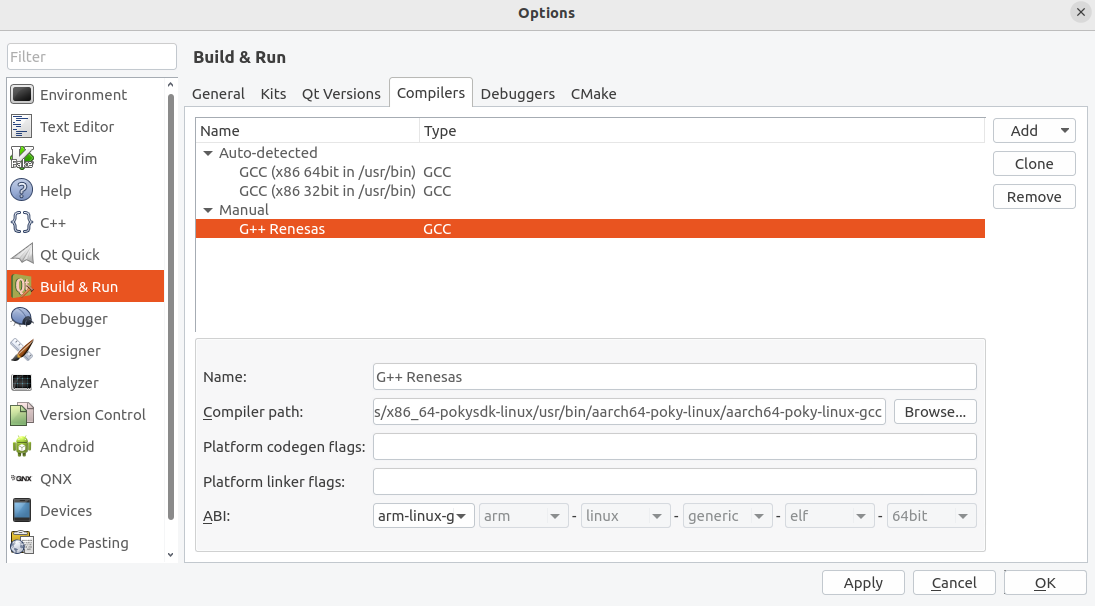 Options
Filter
Environment
Text Editor
FakeVim
Help
C++
Qt Quick
Build & Run
Debugger
Designer
Analyzer
Version Control
Android
QNX
Devices
Code Pasting
Build & Run
General Kits Qt Versions Compilers Debuggers CMake
Name Type
Auto-detected
GCC (x86 64bit in /usr/bin) GCC
GCC (x86 32bit in /usr/bin) GCC
Manual
G++ Renesas GCC
Add
Clone
Remove
Name: G++ Renesas
Compiler path: s/x86_64-pokysdk-linux/usr/bin/aarch64-poky-linux/aarch64-poky-linux-gcc Browse...
Platform codegen flags:
Platform linker flags:
ABI: arm-linux-g arm - linux - generic - elf - 64bit
Apply Cancel OK